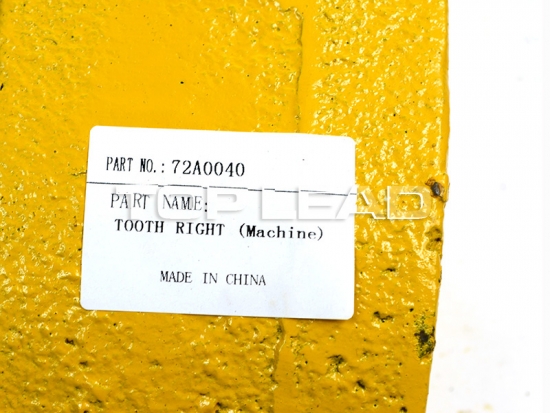 PART NO.: 72A0040
TOPLEAD
PART NAME:
TOOTH RIGHT (Machine)
MADE IN CHINA